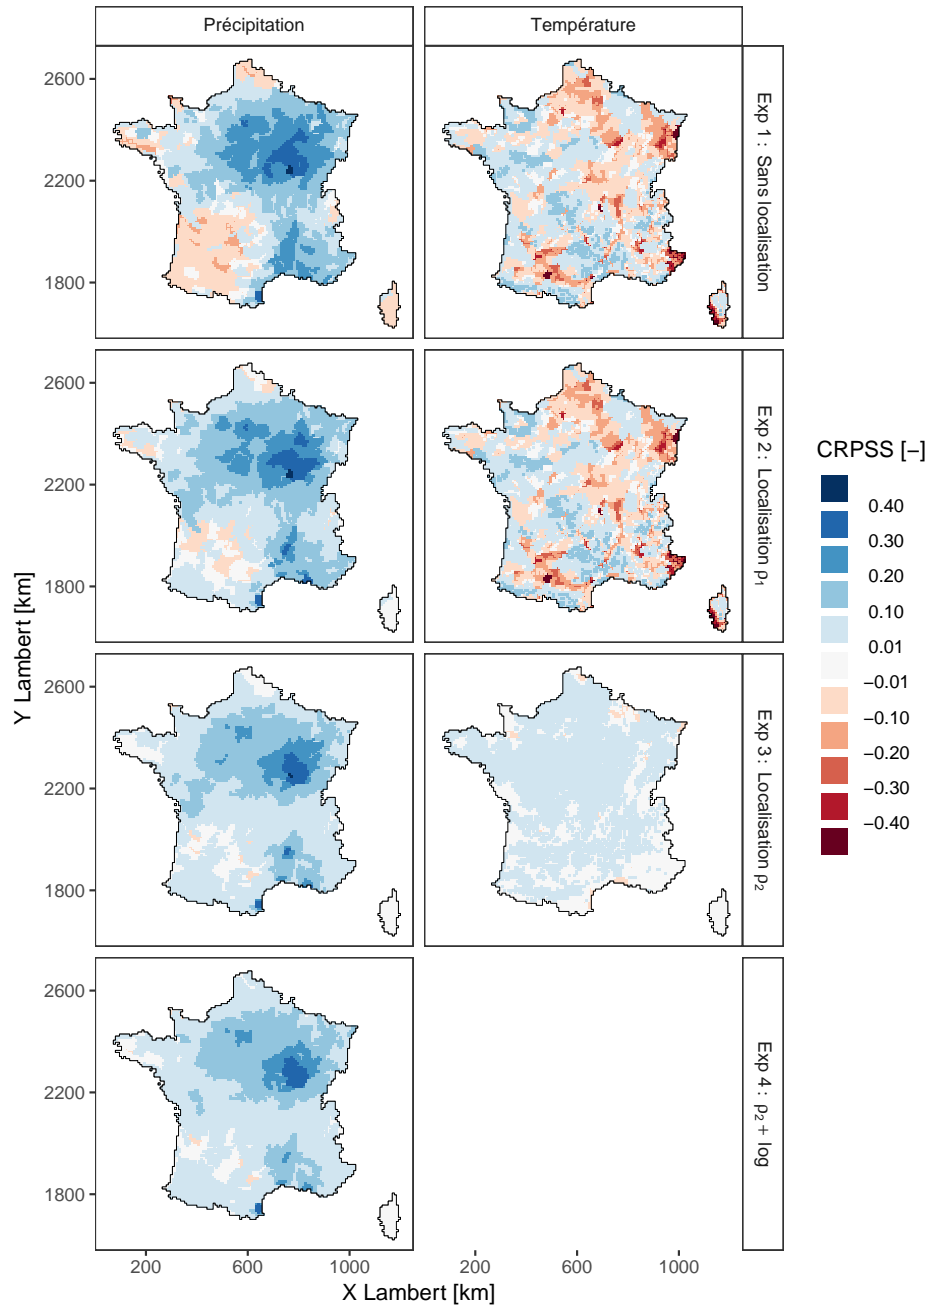 Précipitation
Température
2600
2200
1800
Exp 1 : Sans localisation
2600
2200
1800
Exp 2 : Localisation ρ₁
2600
2200
1800
Exp 3 : Localisation ρ₂
2600
2200
1800
Exp 4 : ρ₂ + log
Y Lambert [km]
200 600 1000
200 600 1000
X Lambert [km]
CRPSS [−]
0.40
0.30
0.20
0.10
0.01
−0.01
−0.10
−0.20
−0.30
−0.40